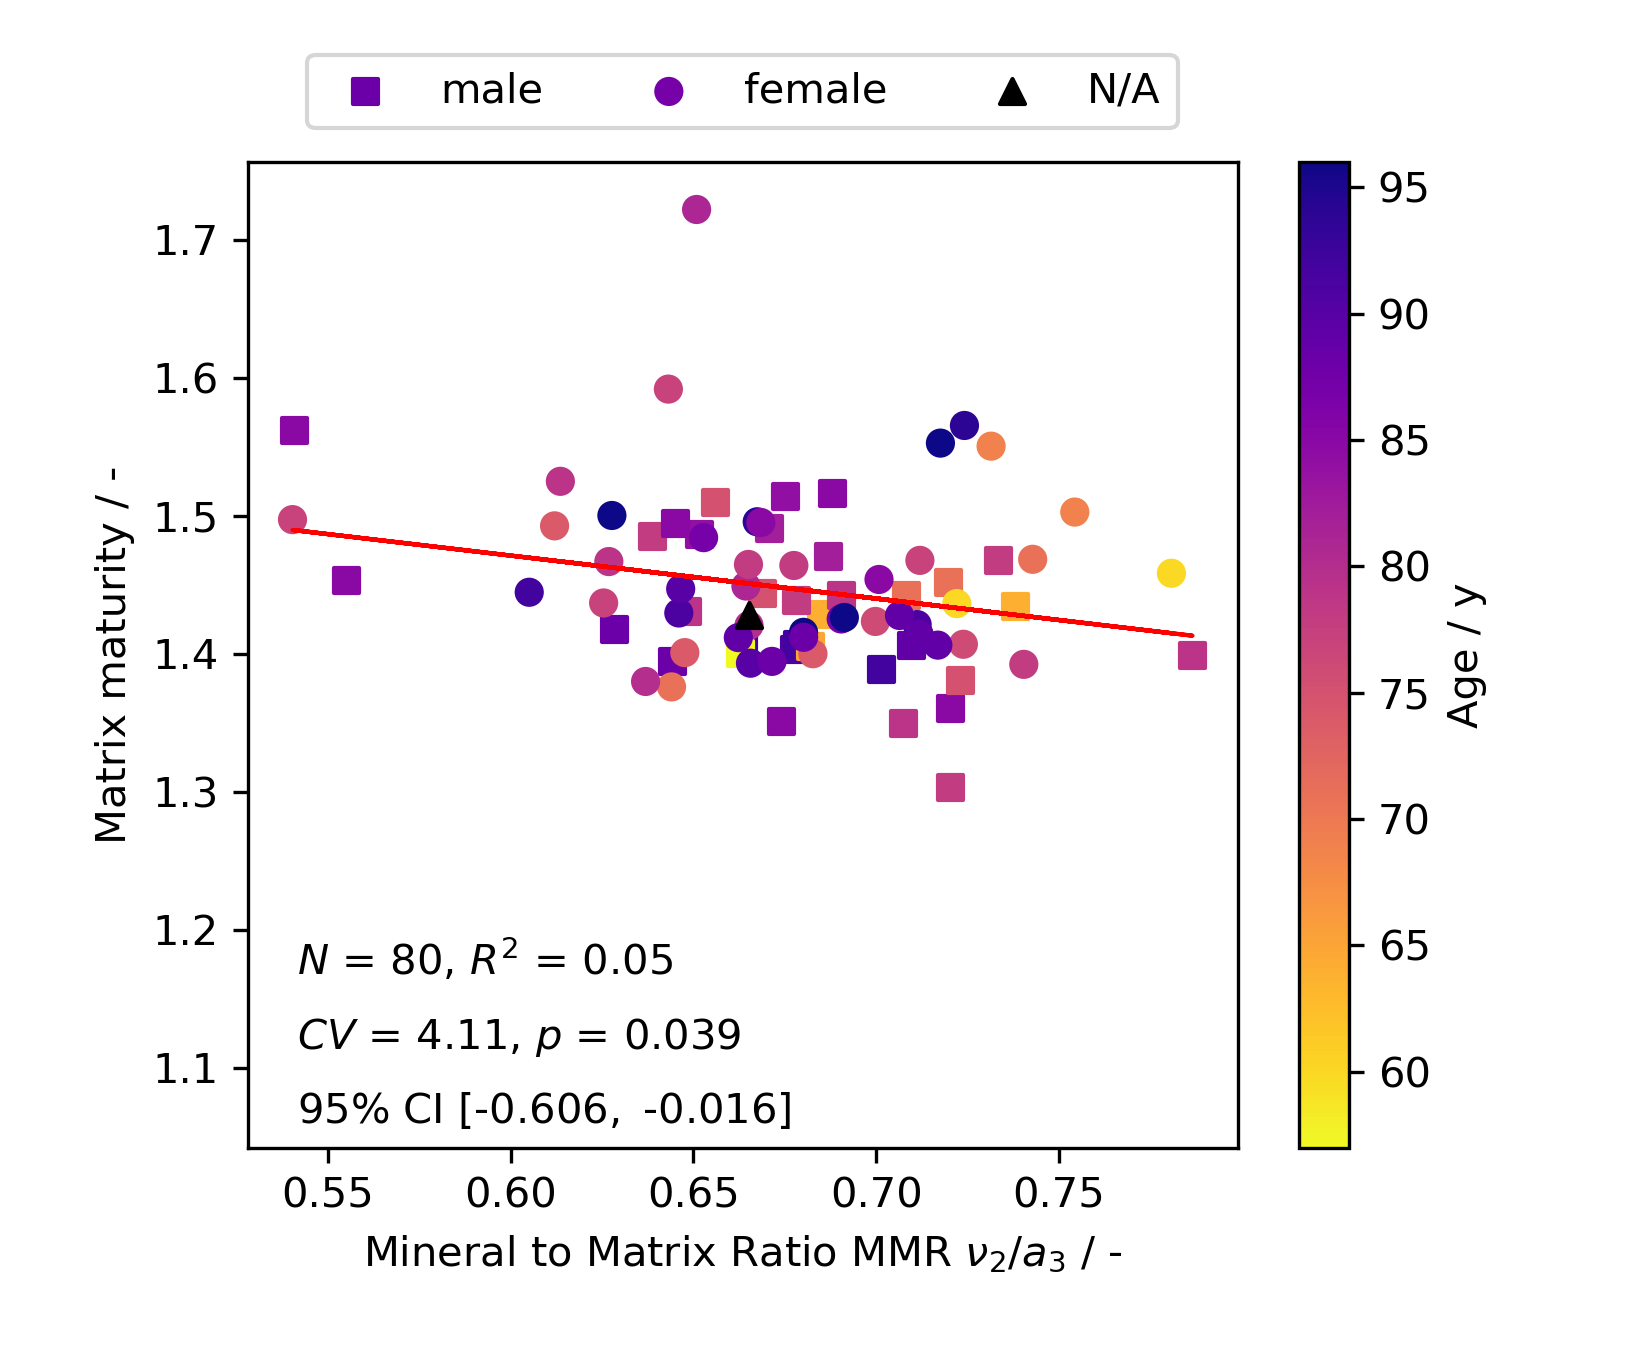 male female N/A
1.7
1.6
1.5
1.4
1.3
1.2
1.1
Matrix maturity / -
N = 80, R² = 0.05
CV = 4.11, p = 0.039
95% CI [-0.606, -0.016]
0.55 0.60 0.65 0.70 0.75
Mineral to Matrix Ratio MMR ν₂/a₃ / -
95
90
85
80
75
70
65
60
Age / y